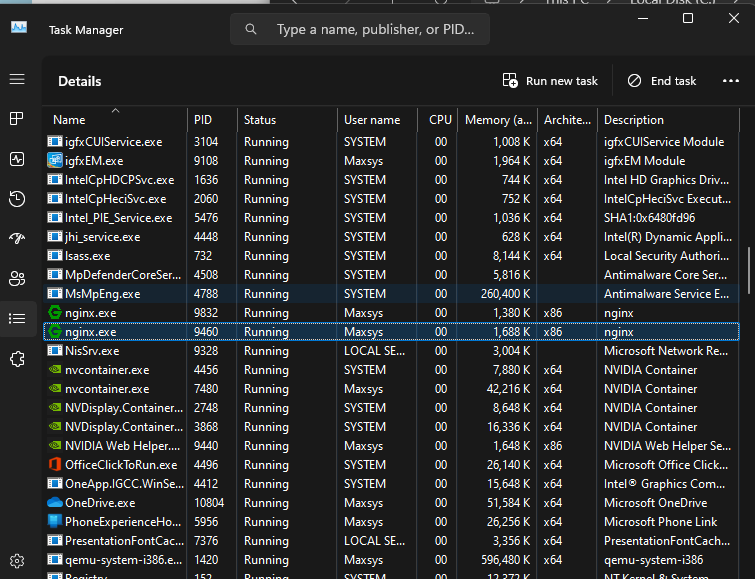 This PC Local Disk (C:)
Task Manager
Type a name, publisher, or PID...
Details Run new task End task
Name PID Status User name CPU Memory (a... Archite... Description
igfxCUIService.exe 3104 Running SYSTEM 00 1,008 K x64 igfxCUIService Module
igfxEM.exe 9108 Running Maxsys 00 1,964 K x64 igfxEM Module
IntelCpHDCPSvc.exe 1636 Running SYSTEM 00 744 K x64 Intel HD Graphics Driv...
IntelCpHeciSvc.exe 2060 Running SYSTEM 00 752 K x64 IntelCpHeciSvc Execut...
Intel_PIE_Service.exe 5476 Running SYSTEM 00 1,036 K x64 SHA1:0x6480fd96
jhi_service.exe 4448 Running SYSTEM 00 628 K x64 Intel(R) Dynamic Appli...
lsass.exe 732 Running SYSTEM 00 8,144 K x64 Local Security Authori...
MpDefenderCoreSer... 4508 Running SYSTEM 00 5,816 K Antimalware Core Ser...
MsMpEng.exe 4788 Running SYSTEM 00 260,400 K Antimalware Service E...
nginx.exe 9832 Running Maxsys 00 1,380 K x86 nginx
nginx.exe 9460 Running Maxsys 00 1,688 K x86 nginx
NisSrv.exe 9328 Running LOCAL SE... 00 3,004 K Microsoft Network Re...
nvcontainer.exe 4456 Running SYSTEM 00 7,880 K x64 NVIDIA Container
nvcontainer.exe 7480 Running Maxsys 00 42,216 K x64 NVIDIA Container
NVDisplay.Container... 2748 Running SYSTEM 00 8,648 K x64 NVIDIA Container
NVDisplay.Container... 3868 Running SYSTEM 00 16,336 K x64 NVIDIA Container
NVIDIA Web Helper.... 9440 Running Maxsys 00 1,648 K x86 NVIDIA Web Helper Se...
OfficeClickToRun.exe 4496 Running SYSTEM 00 26,140 K x64 Microsoft Office Click...
OneApp.IGCC.WinSe... 4412 Running SYSTEM 00 15,648 K x64 Intel® Graphics Com...
OneDrive.exe 10804 Running Maxsys 00 51,584 K x64 Microsoft OneDrive
PhoneExperienceHo... 5956 Running Maxsys 00 26,256 K x64 Microsoft Phone Link
PresentationFontCac... 7376 Running LOCAL SE... 00 3,356 K x64 PresentationFontCac...
qemu-system-i386.e... 1420 Running Maxsys 00 596,480 K x64 qemu-system-i386
Registry 152 Running SYSTEM 00 12,372 K x64 NT Kernel & System